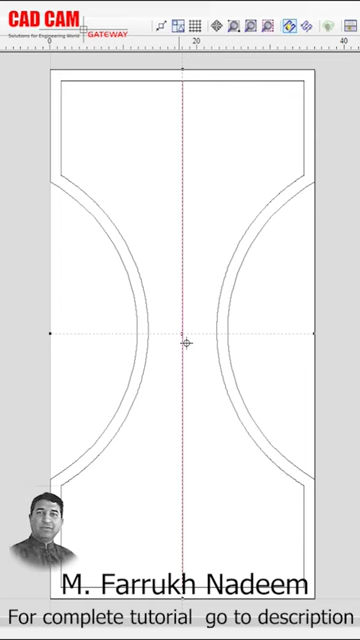 CAD CAM
Solutions for Engineering World
GATEWAY
0
20
40
M. Farrukh Nadeem
For complete tutorial go to description